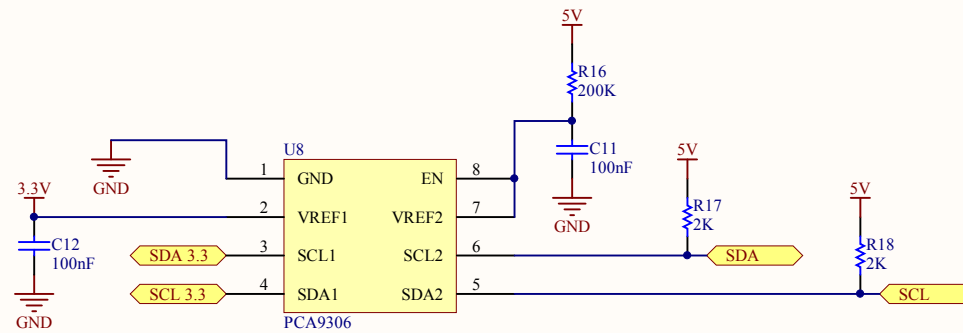 5V
R16
200K
C11
100nF
GND
U8
GND
1
GND
EN
8
3.3V
2
VREF1
VREF2
7
5V
R17
2K
C12
100nF
GND
SDA 3.3
3
SCL1
SCL2
6
SDA
5V
R18
2K
SCL 3.3
4
SDA1
SDA2
5
SCL
PCA9306